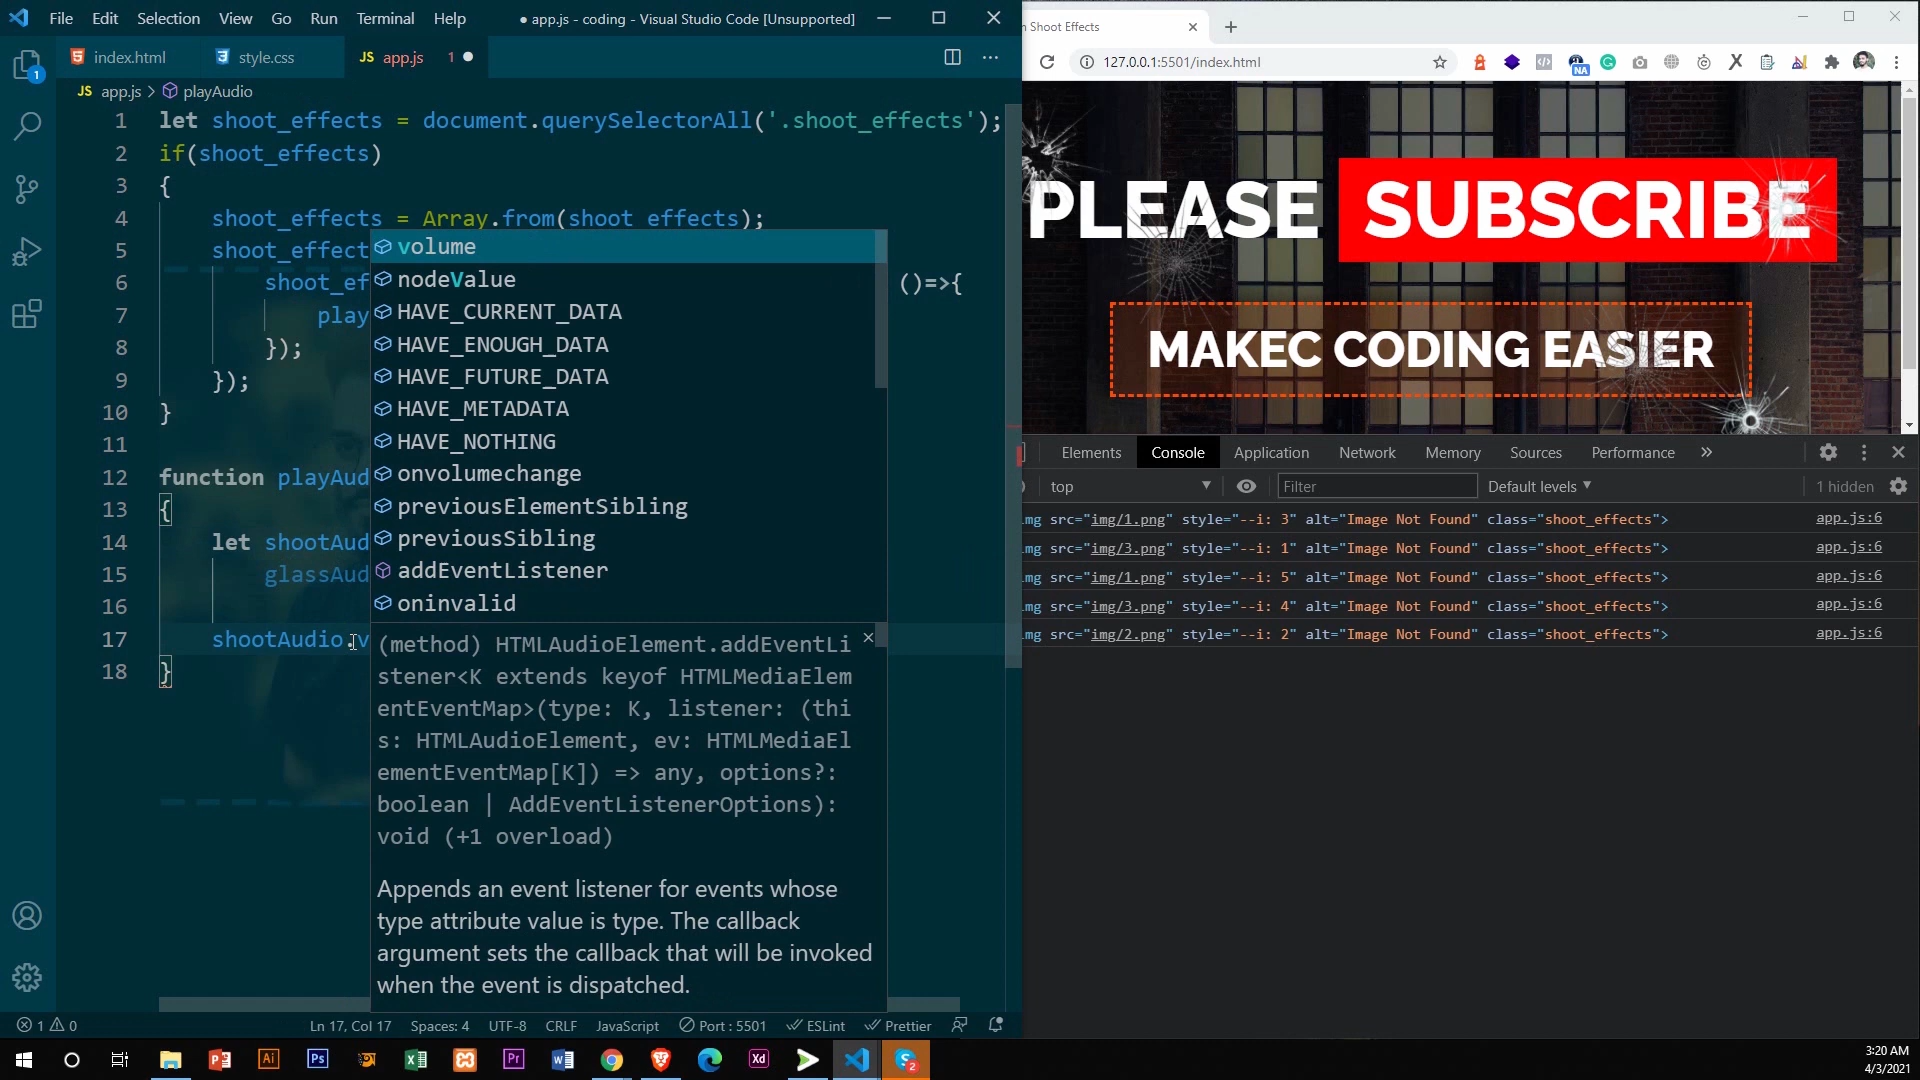 File Edit Selection View Go Run Terminal Help
● app.js - coding - Visual Studio Code [Unsupported]
index.html style.css JS app.js 1
JS app.js > playAudio
1 let shoot_effects = document.querySelectorAll('.shoot_effects');
2 if(shoot_effects)
3 {
4 shoot_effects = Array.from(shoot_effects);
5 shoot_effect
6 shoot_ef ()=>{
7 play
8 });
9 });
10 }
11
12 function playAud
13 {
14 let shootAud
15 glassAud
16
17 shootAudio.v
18 }
volume
nodeValue
HAVE_CURRENT_DATA
HAVE_ENOUGH_DATA
HAVE_FUTURE_DATA
HAVE_METADATA
HAVE_NOTHING
onvolumechange
previousElementSibling
previousSibling
addEventListener
oninvalid
(method) HTMLAudioElement.addEventLi
stener<K extends keyof HTMLMediaElem
entEventMap>(type: K, listener: (thi
s: HTMLAudioElement, ev: HTMLMediaEl
ementEventMap[K]) => any, options?:
boolean | AddEventListenerOptions):
void (+1 overload)
Appends an event listener for events whose
type attribute value is type. The callback
argument sets the callback that will be invoked
when the event is dispatched.
1 0 Ln 17, Col 17 Spaces: 4 UTF-8 CRLF JavaScript Port : 5501 ESLint Prettier
n Shoot Effects
127.0.0.1:5501/index.html
NA
PLEASE SUBSCRIBE
MAKEC CODING EASIER
Elements Console Application Network Memory Sources Performance »
top Filter Default levels 1 hidden
mg src="img/1.png" style="--i: 3" alt="Image Not Found" class="shoot_effects"> app.js:6
mg src="img/3.png" style="--i: 1" alt="Image Not Found" class="shoot_effects"> app.js:6
mg src="img/1.png" style="--i: 5" alt="Image Not Found" class="shoot_effects"> app.js:6
mg src="img/3.png" style="--i: 4" alt="Image Not Found" class="shoot_effects"> app.js:6
mg src="img/2.png" style="--i: 2" alt="Image Not Found" class="shoot_effects"> app.js:6
Ai Ps Pr Xd 2
3:20 AM
4/3/2021